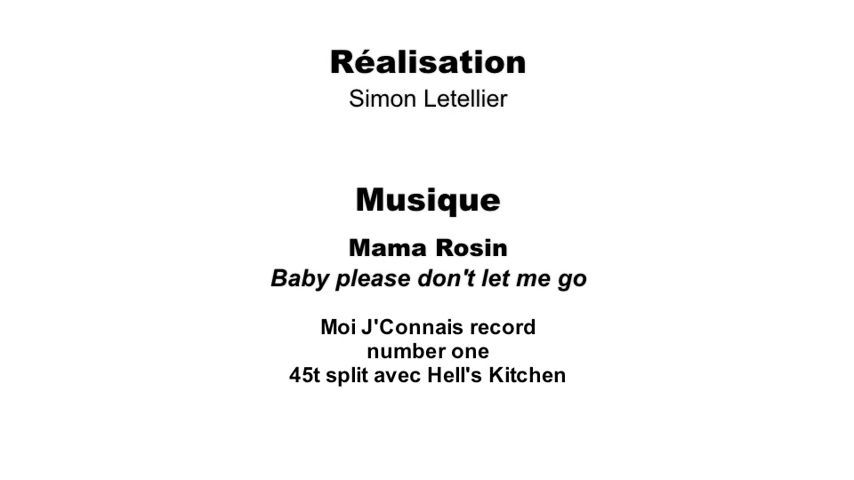 Réalisation
Simon Letellier
Musique
Mama Rosin
Baby please don't let me go
Moi J'Connais record
number one
45t split avec Hell's Kitchen